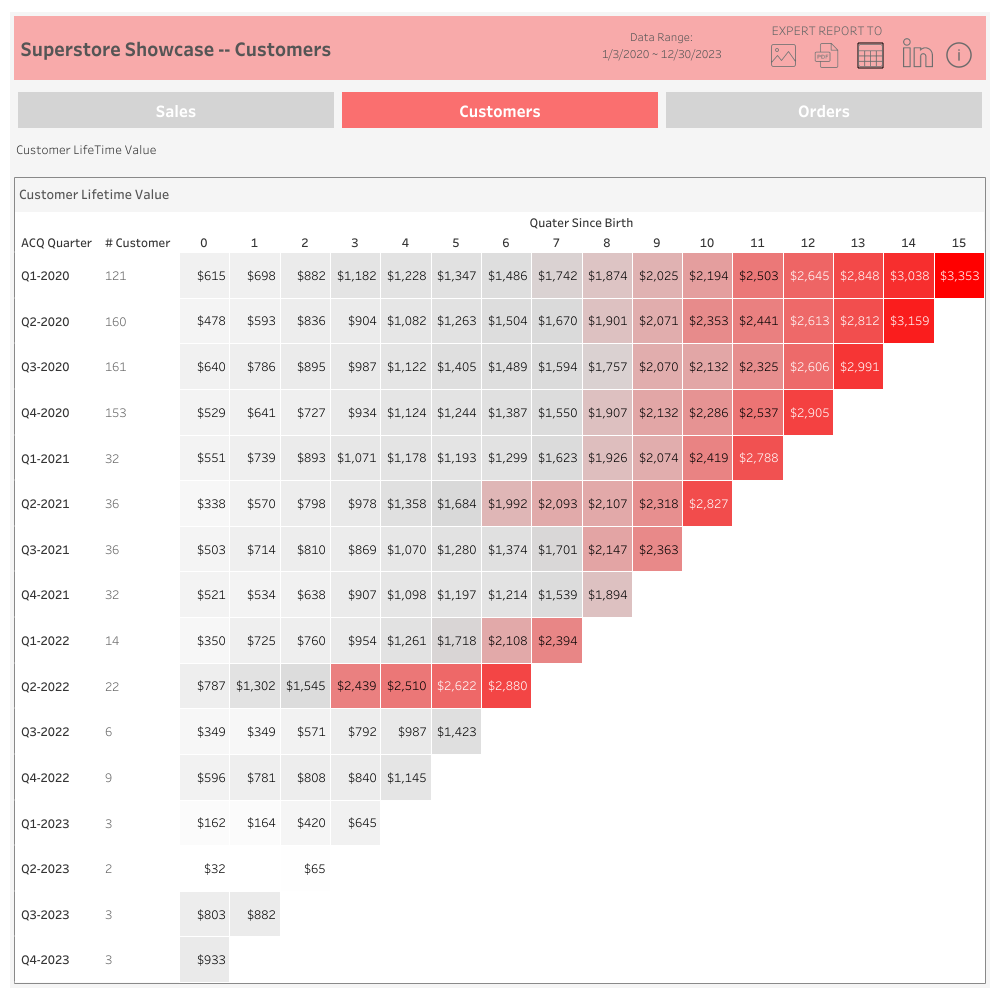 Superstore Showcase -- Customers
Data Range:
1/3/2020 ~ 12/30/2023
EXPERT REPORT TO
PDF
in
i
Sales Customers Orders
Customer LifeTime Value
Customer Lifetime Value
Quater Since Birth
ACQ Quarter # Customer 0 1 2 3 4 5 6 7 8 9 10 11 12 13 14 15
Q1-2020 121 $615 $698 $882 $1,182 $1,228 $1,347 $1,486 $1,742 $1,874 $2,025 $2,194 $2,503 $2,645 $2,848 $3,038 $3,353
Q2-2020 160 $478 $593 $836 $904 $1,082 $1,263 $1,504 $1,670 $1,901 $2,071 $2,353 $2,441 $2,613 $2,812 $3,159
Q3-2020 161 $640 $786 $895 $987 $1,122 $1,405 $1,489 $1,594 $1,757 $2,070 $2,132 $2,325 $2,606 $2,991
Q4-2020 153 $529 $641 $727 $934 $1,124 $1,244 $1,387 $1,550 $1,907 $2,132 $2,286 $2,537 $2,905
Q1-2021 32 $551 $739 $893 $1,071 $1,178 $1,193 $1,299 $1,623 $1,926 $2,074 $2,419 $2,788
Q2-2021 36 $338 $570 $798 $978 $1,358 $1,684 $1,992 $2,093 $2,107 $2,318 $2,827
Q3-2021 36 $503 $714 $810 $869 $1,070 $1,280 $1,374 $1,701 $2,147 $2,363
Q4-2021 32 $521 $534 $638 $907 $1,098 $1,197 $1,214 $1,539 $1,894
Q1-2022 14 $350 $725 $760 $954 $1,261 $1,718 $2,108 $2,394
Q2-2022 22 $787 $1,302 $1,545 $2,439 $2,510 $2,622 $2,880
Q3-2022 6 $349 $349 $571 $792 $987 $1,423
Q4-2022 9 $596 $781 $808 $840 $1,145
Q1-2023 3 $162 $164 $420 $645
Q2-2023 2 $32 $65
Q3-2023 3 $803 $882
Q4-2023 3 $933